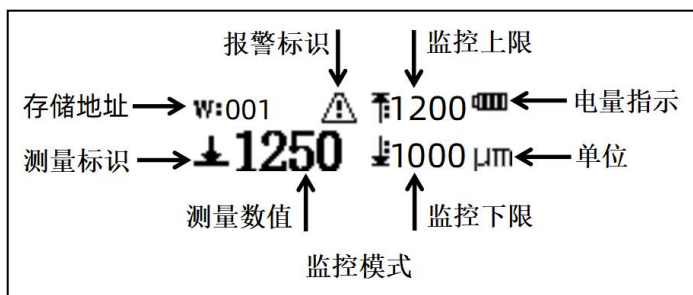 报警标识 监控上限
存储地址 W:001 1200 电量指示
测量标识 1250 1000 μm 单位
测量数值 监控下限
监控模式